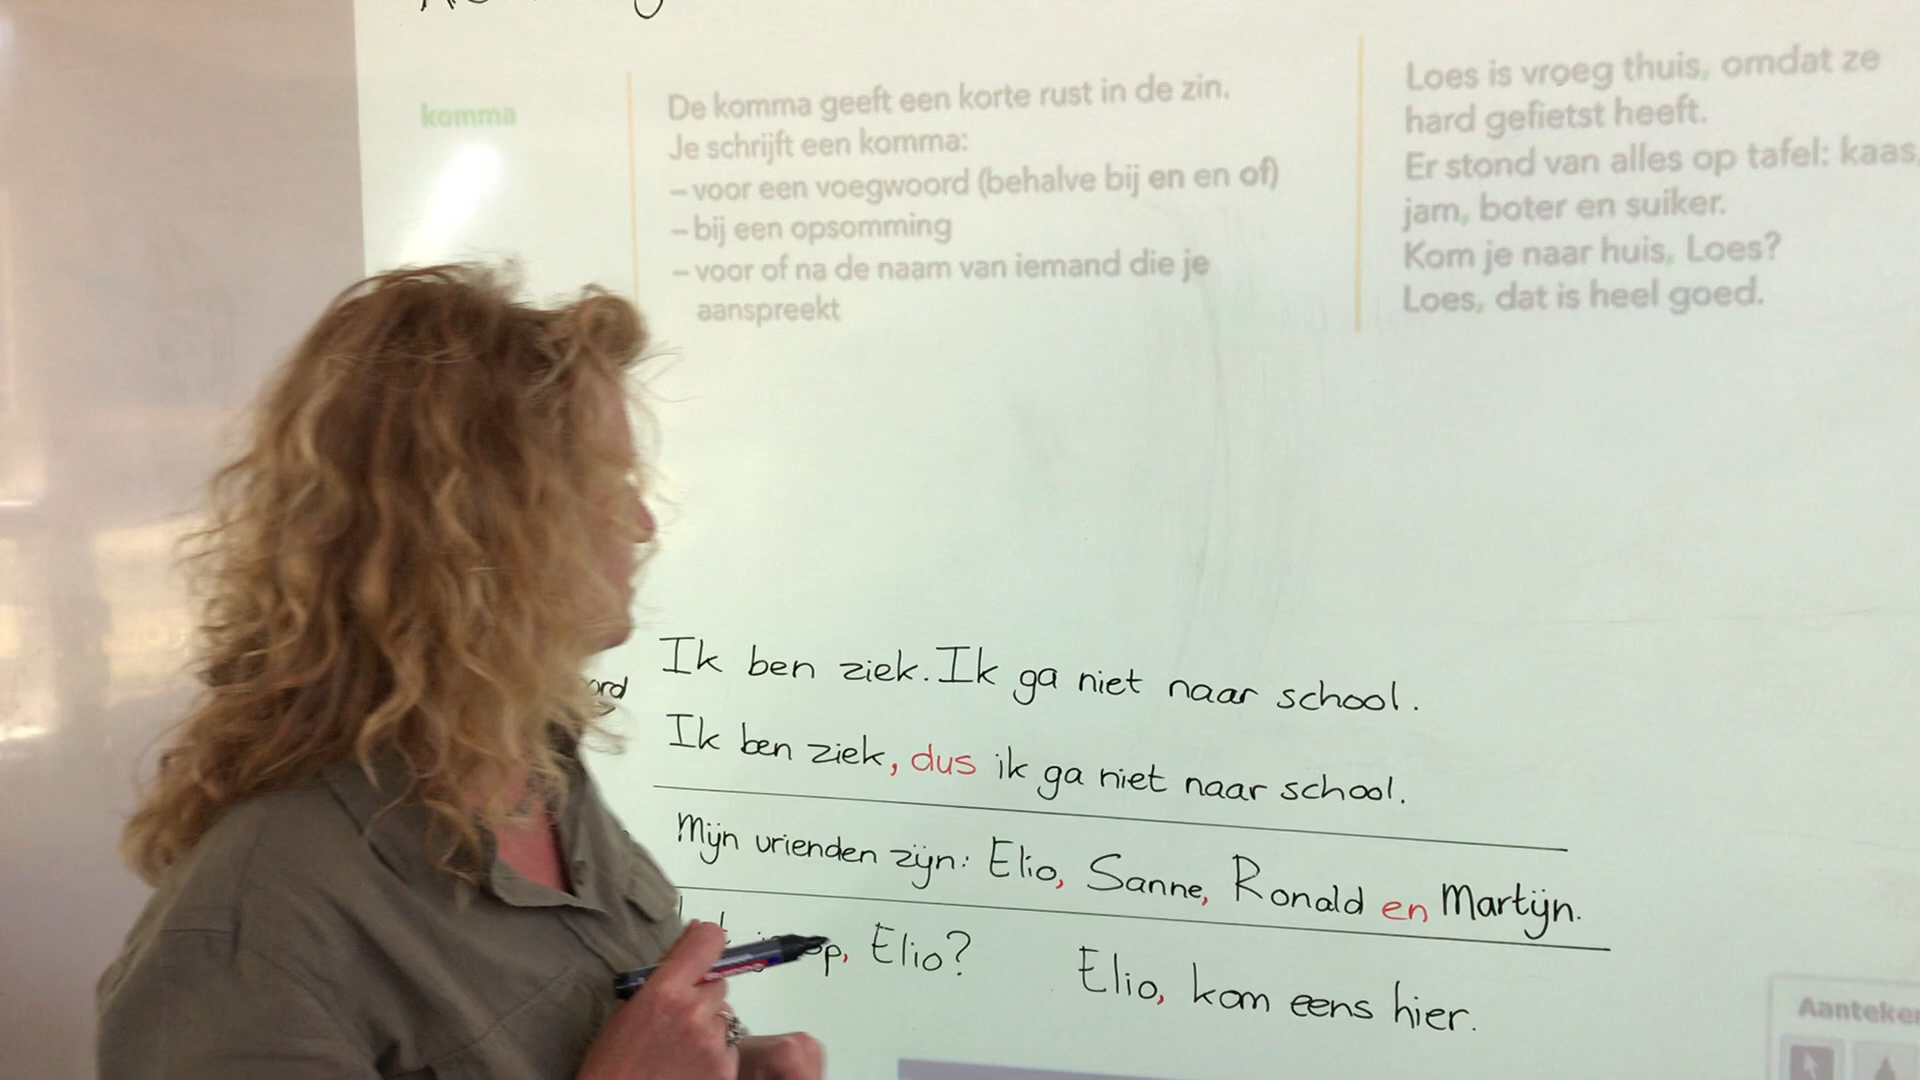 komma
De komma geeft een korte rust in de zin.
Je schrijft een komma:
– voor een voegwoord (behalve bij en en of)
– bij een opsomming
– voor of na de naam van iemand die je
aanspreekt
Loes is vroeg thuis, omdat ze
hard gefietst heeft.
Er stond van alles op tafel: kaas,
jam, boter en suiker.
Kom je naar huis, Loes?
Loes, dat is heel goed.
Ik ben ziek. Ik ga niet naar school.
Ik ben ziek, dus ik ga niet naar school.
Mijn vrienden zijn: Elio, Sanne, Ronald en Martijn.
Elio?
Elio, kom eens hier.